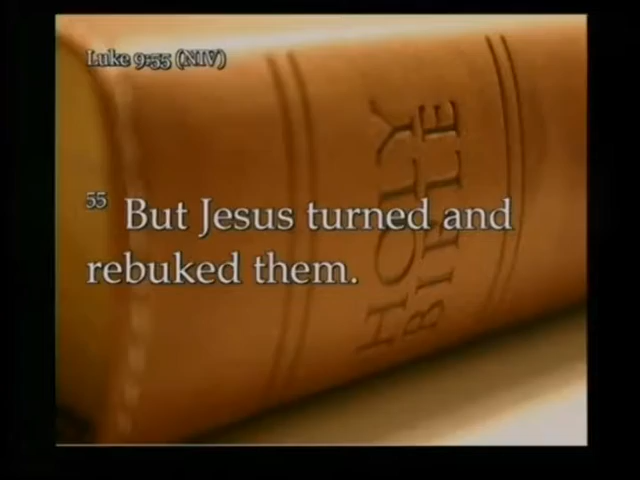 Luke 9:55 (NIV)
HOLY
BIBLE
55 But Jesus turned and
rebuked them.